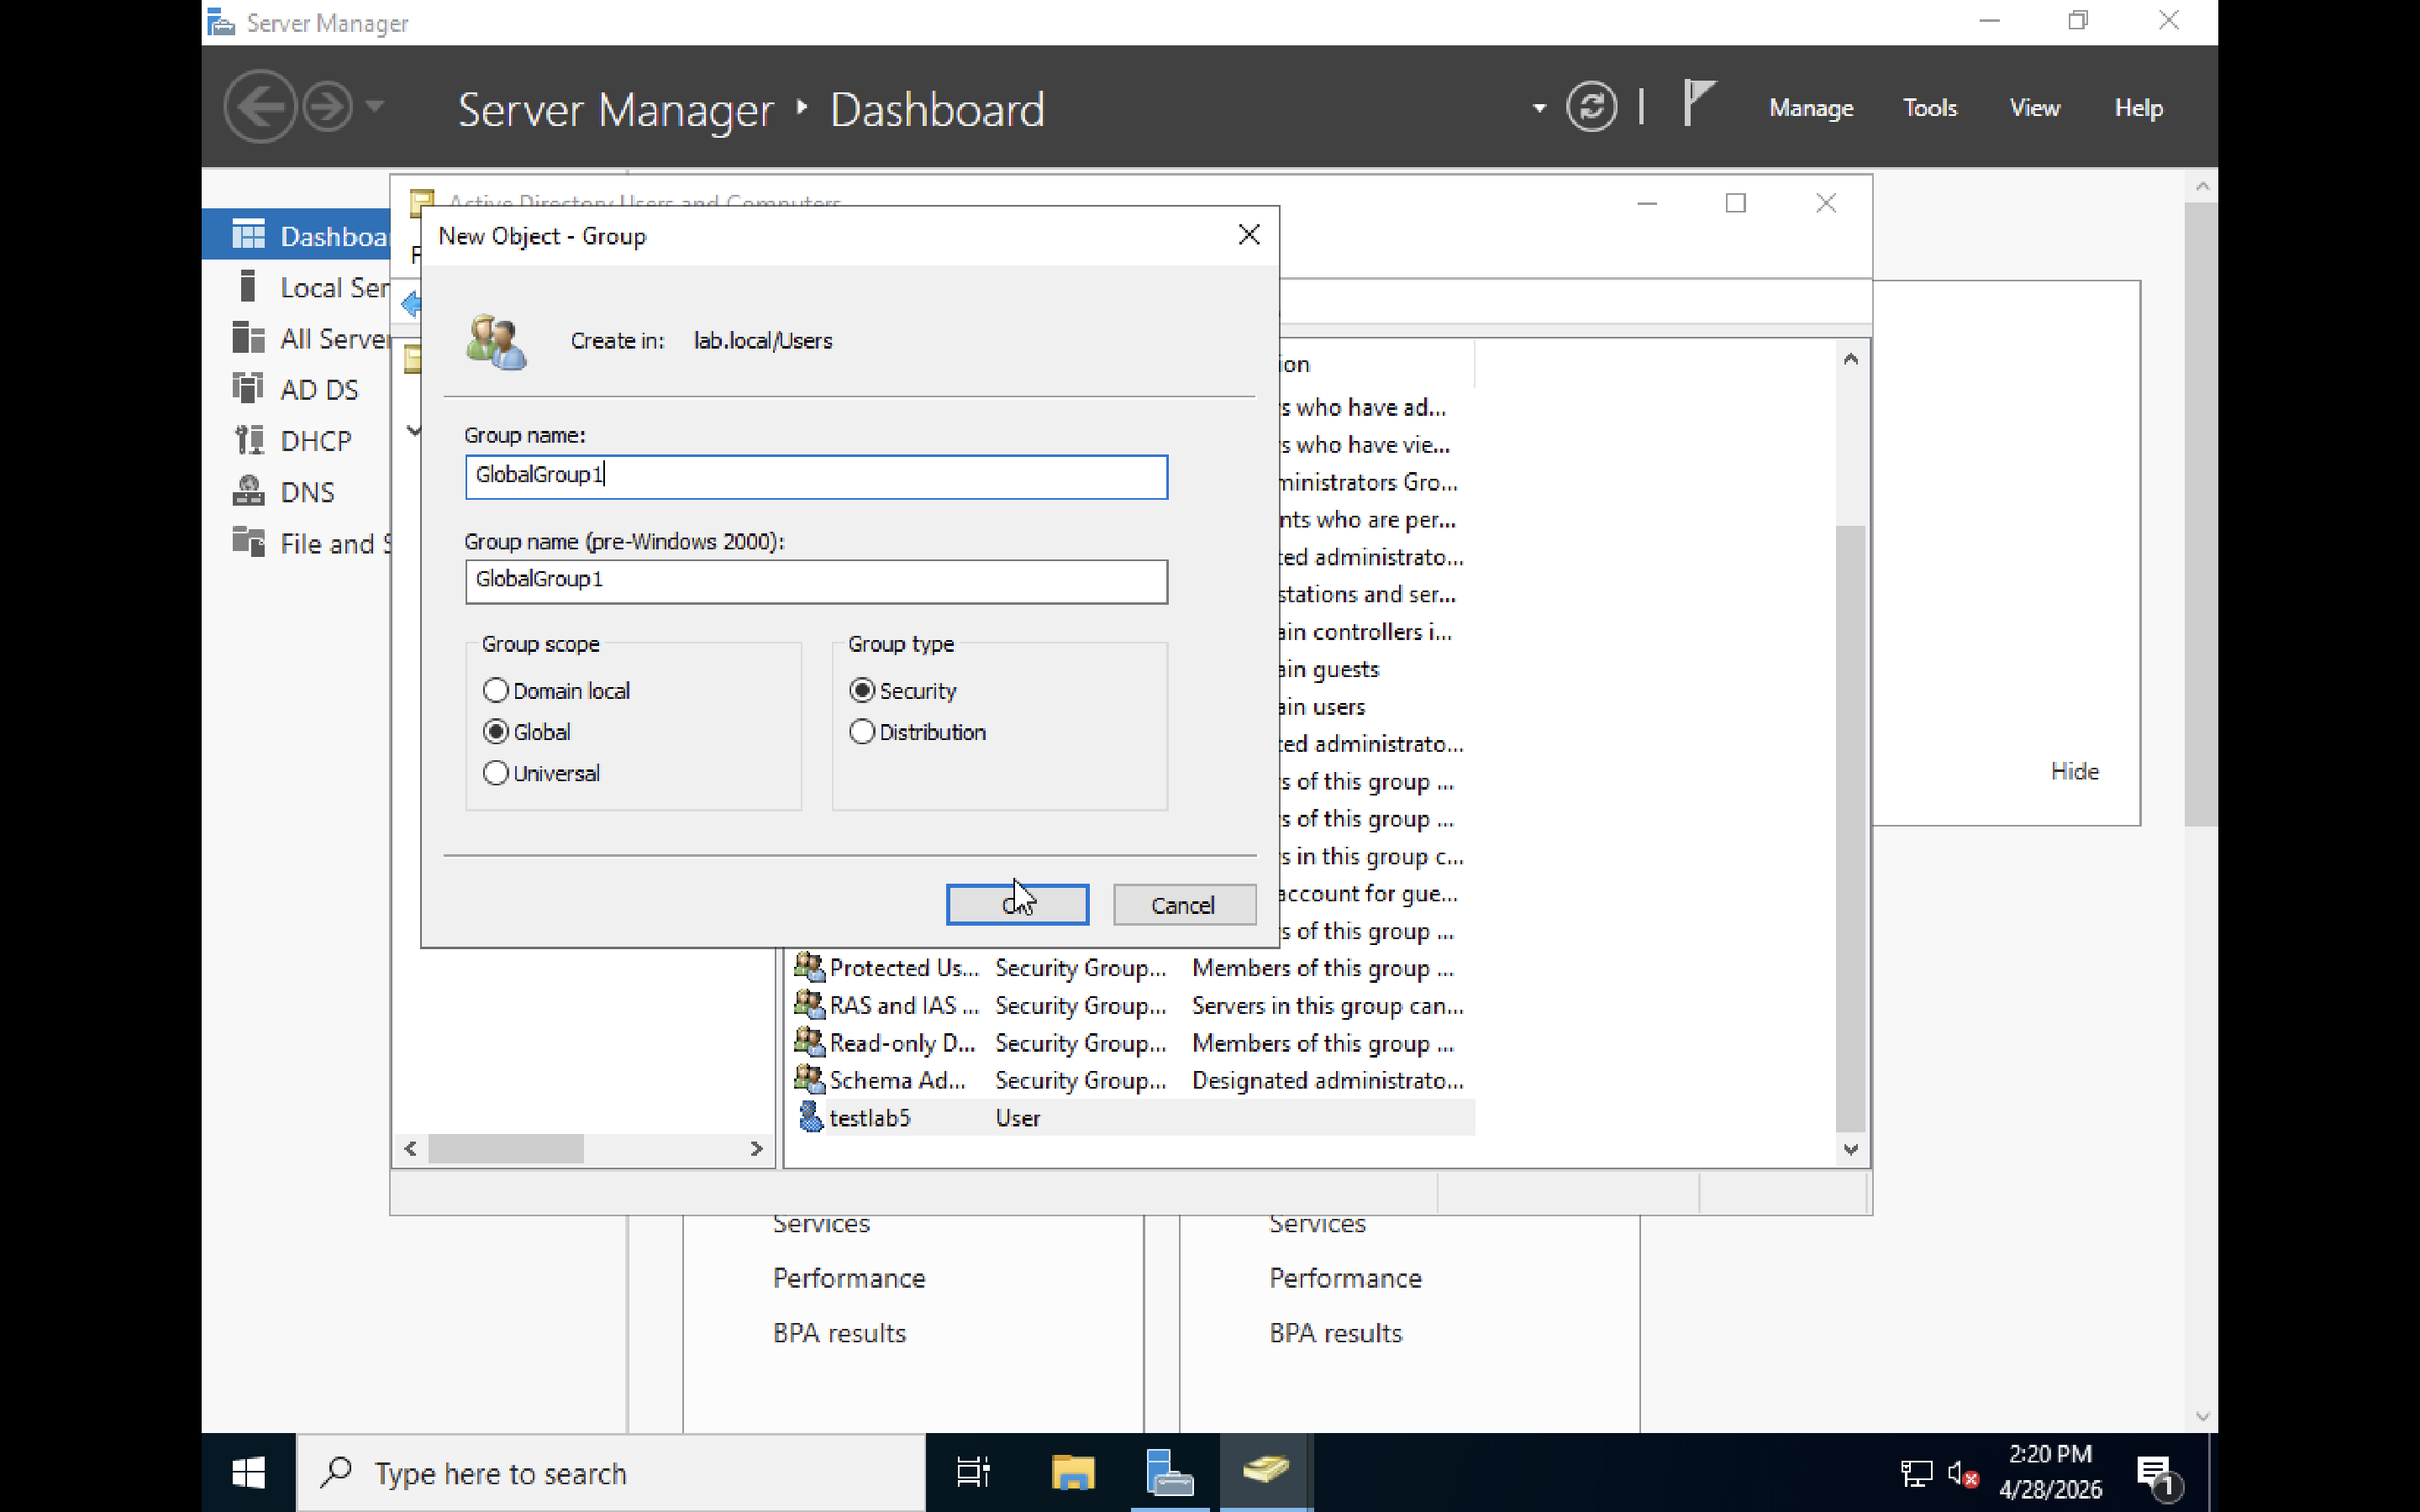 Server Manager
Server Manager ‣ Dashboard
Manage Tools View Help
Dashboa
Local Ser
All Server
AD DS
DHCP
DNS
File and S
Active Directory Users and Computers
New Object - Group
Create in: lab.local/Users
Group name:
GlobalGroup1
Group name (pre-Windows 2000):
GlobalGroup1
Group scope
Domain local
Global
Universal
Group type
Security
Distribution
Cancel
ion
s who have ad...
s who have vie...
ministrators Gro...
nts who are per...
ted administrato...
stations and ser...
ain controllers i...
ain guests
ain users
ted administrato...
s of this group ...
s of this group ...
s in this group c...
account for gue...
s of this group ...
Protected Us... Security Group... Members of this group ...
RAS and IAS ... Security Group... Servers in this group can...
Read-only D... Security Group... Members of this group ...
Schema Ad... Security Group... Designated administrato...
testlab5 User
Hide
Services
Performance
BPA results
Services
Performance
BPA results
Type here to search
2:20 PM
4/28/2026
1